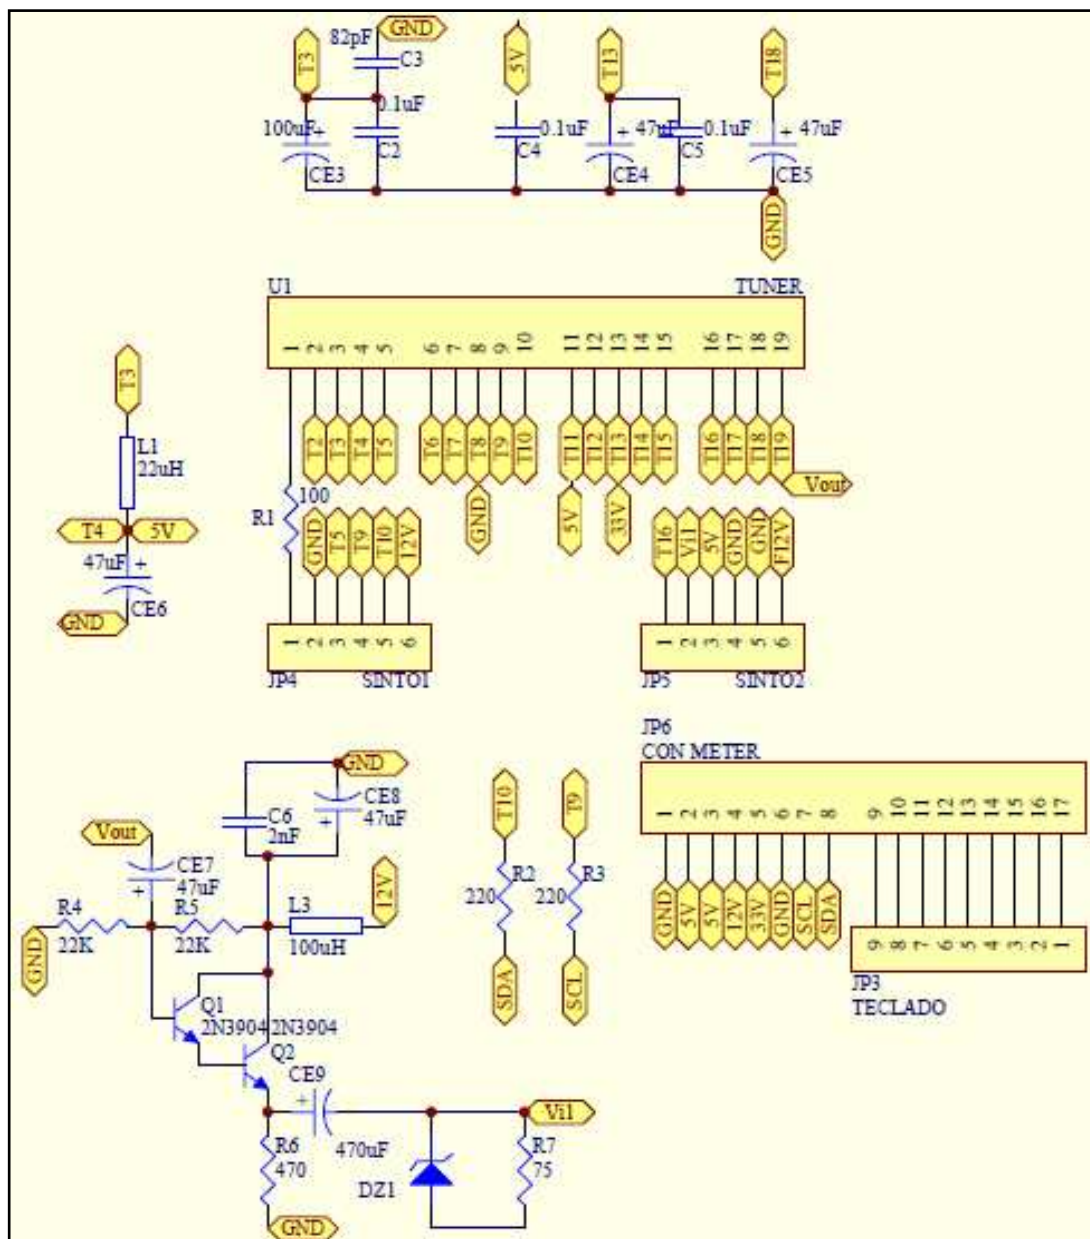 GND
82pF
C3
T3
5V
T13
T18
0.1uF
100uF
+
C2
CE3
0.1uF
C4
+
47uF
CE4
0.1uF
C5
+
47uF
CE5
GND
U1
TUNER
1 2 3 4 5 6 7 8 9 10 11 12 13 14 15 16 17 18 19
T2 T3 T4 T5 T6 T7 T8 T9 T10 T11 T12 T13 T14 T15 T16 T17 T18 T19
Vout
GND
5V
33V
T3
L1
22uH
T4
5V
47uF
+
CE6
GND
100
R1
GND T5 T9 T10 12V
T16 Vi1 5V GND GND F12V
1 2 3 4 5 6
1 2 3 4 5 6
JP4
SINTO1
JP5
SINTO2
JP6
CON METER
1 2 3 4 5 6 7 8 9 10 11 12 13 14 15 16 17
GND 5V 5V 12V 33V GND SCL SDA
9 8 7 6 5 4 3 2 1
JP3
TECLADO
GND
CE8
+
47uF
C6
2nF
Vout
CE7
+
47uF
R4
22K
R5
22K
GND
L3
100uH
12V
T10
T9
R2
220
R3
220
SDA
SCL
Q1
2N3904
2N3904
Q2
CE9
+
470uF
Vi1
R6
470
DZ1
R7
75
GND